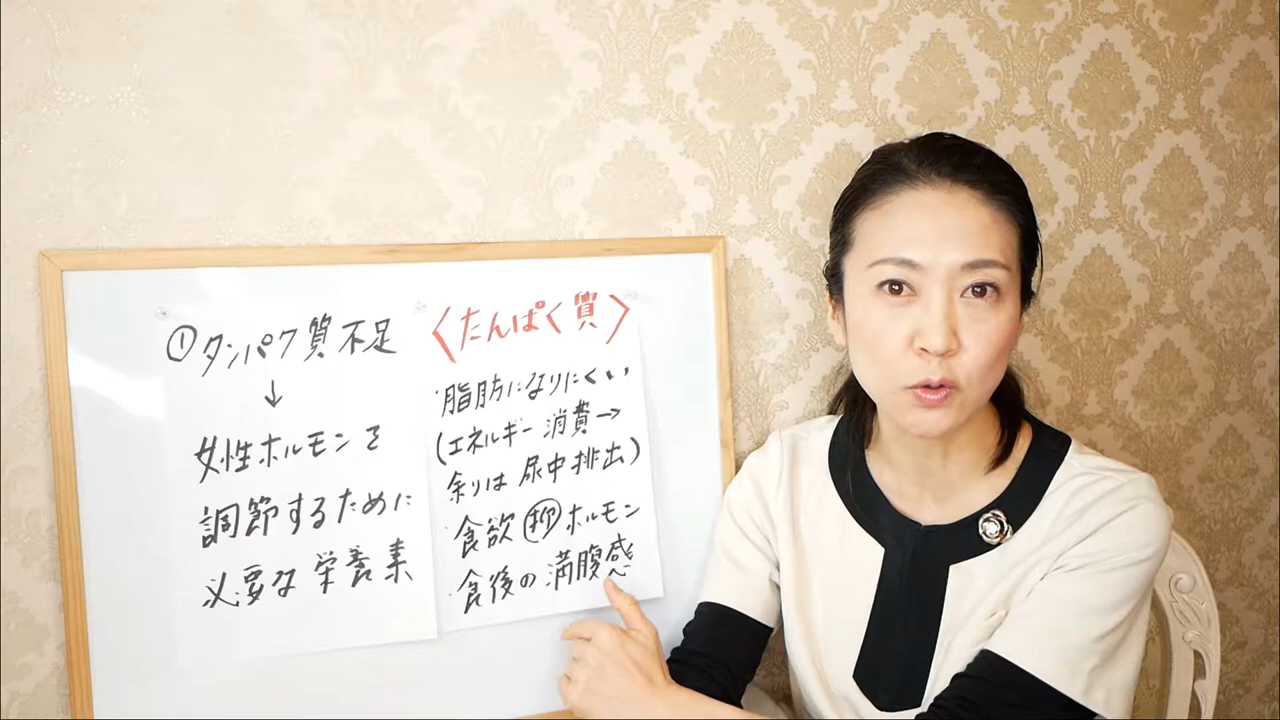 ①タンパク質不足
↓
女性ホルモンを
調節するために
必要な栄養素
〈たんぱく質〉
・脂肪になりにくい
(エネルギー消費→
余りは尿中排出)
・食欲㊥ホルモン
・食後の満腹感